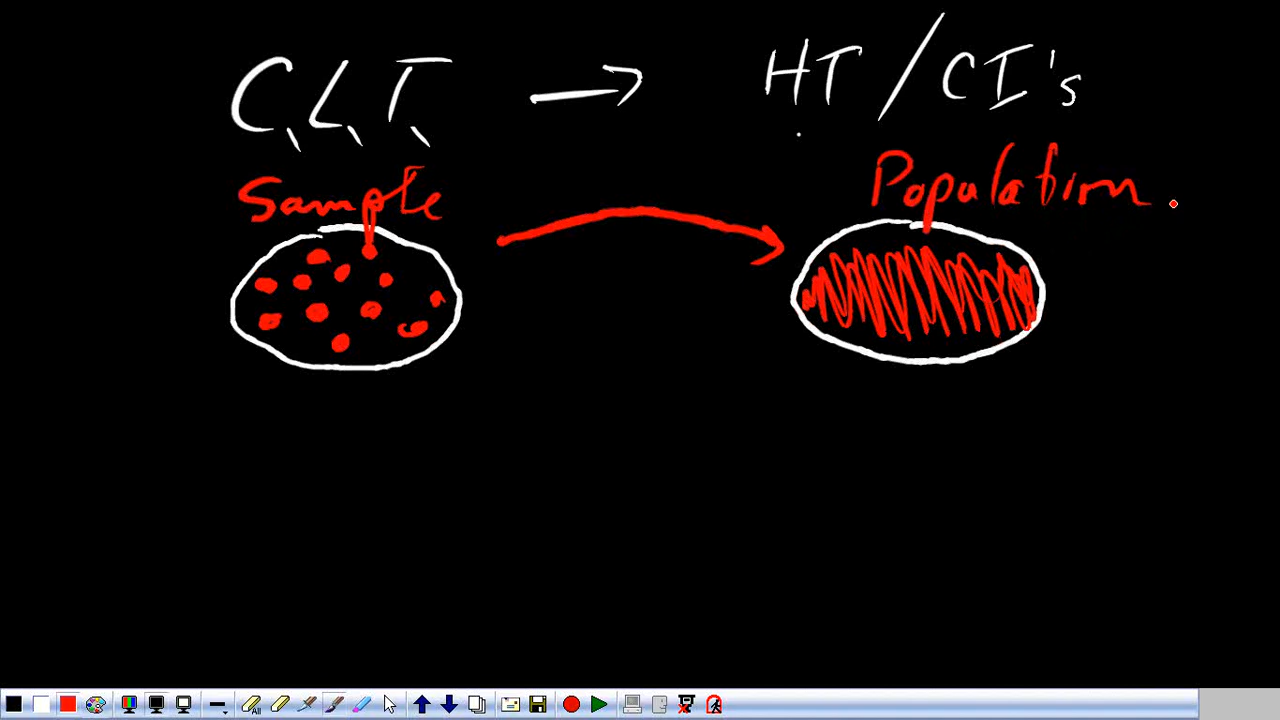 C.L.T. → HT/CI's
Sample Population